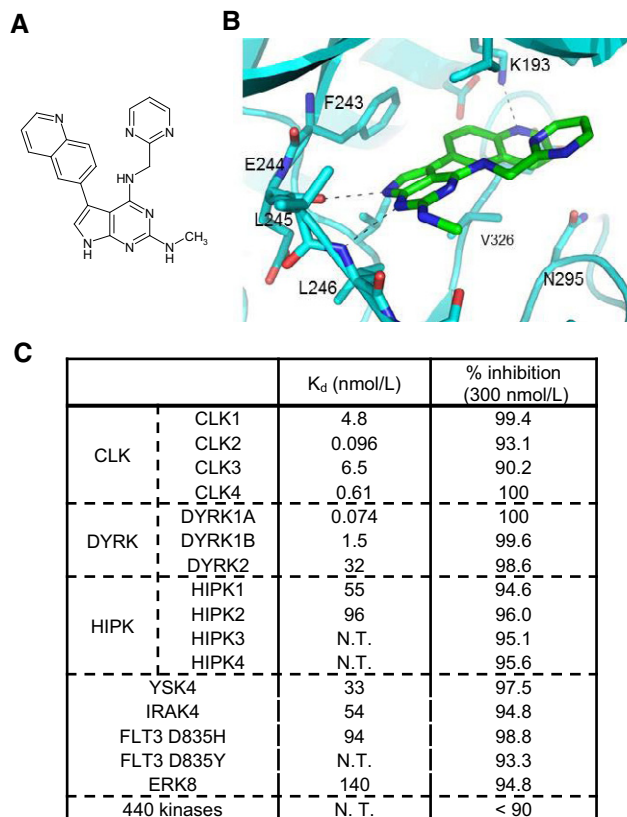 A
N
N
N
HN
N
N
H
N
N
H
CH₃
B
K193
F243
E244
L245
V326
N295
L246
C
Kd (nmol/L) % inhibition (300 nmol/L)
CLK
CLK1 4.8 99.4
CLK2 0.096 93.1
CLK3 6.5 90.2
CLK4 0.61 100
DYRK
DYRK1A 0.074 100
DYRK1B 1.5 99.6
DYRK2 32 98.6
HIPK
HIPK1 55 94.6
HIPK2 96 96.0
HIPK3 N.T. 95.1
HIPK4 N.T. 95.6
YSK4 33 97.5
IRAK4 54 94.8
FLT3 D835H 94 98.8
FLT3 D835Y N.T. 93.3
ERK8 140 94.8
440 kinases N. T. < 90